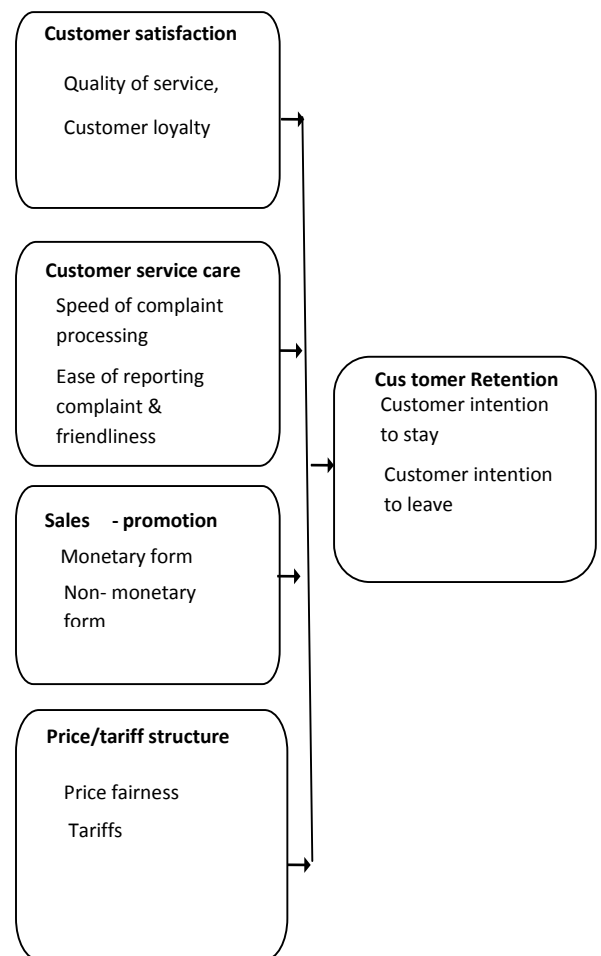 Customer satisfaction
Quality of service,
Customer loyalty
Customer service care
Speed of complaint
processing
Ease of reporting
complaint &
friendliness
Cus tomer Retention
Customer intention
to stay
Customer intention
to leave
Sales - promotion
Monetary form
Non- monetary
form
Price/tariff structure
Price fairness
Tariffs